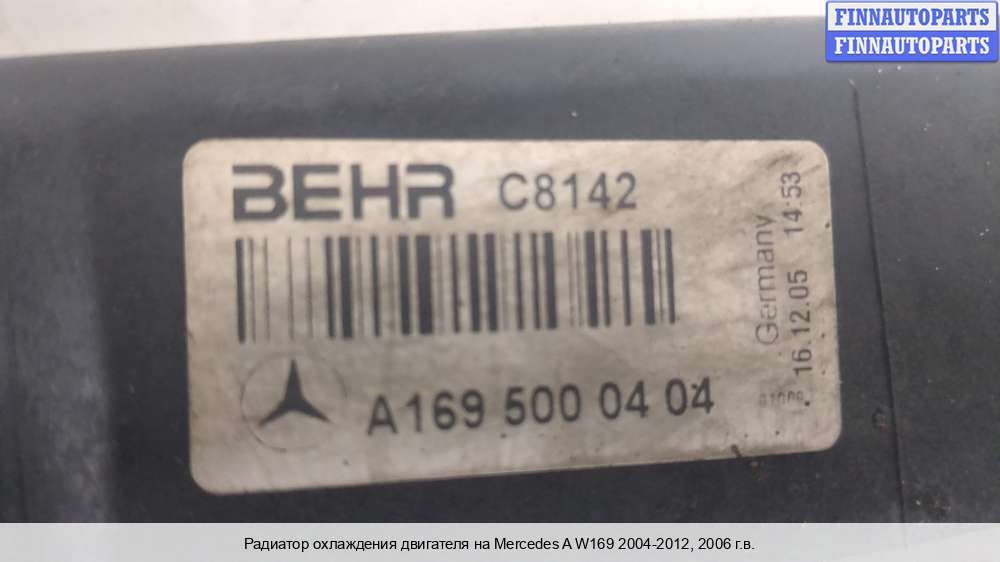 FINNAUTOPARTS
FINNAUTOPARTS
BEHR C8142
A169 500 04 04
Germany
16.12.05 14:53
Радиатор охлаждения двигателя на Mercedes A W169 2004-2012, 2006 г.в.